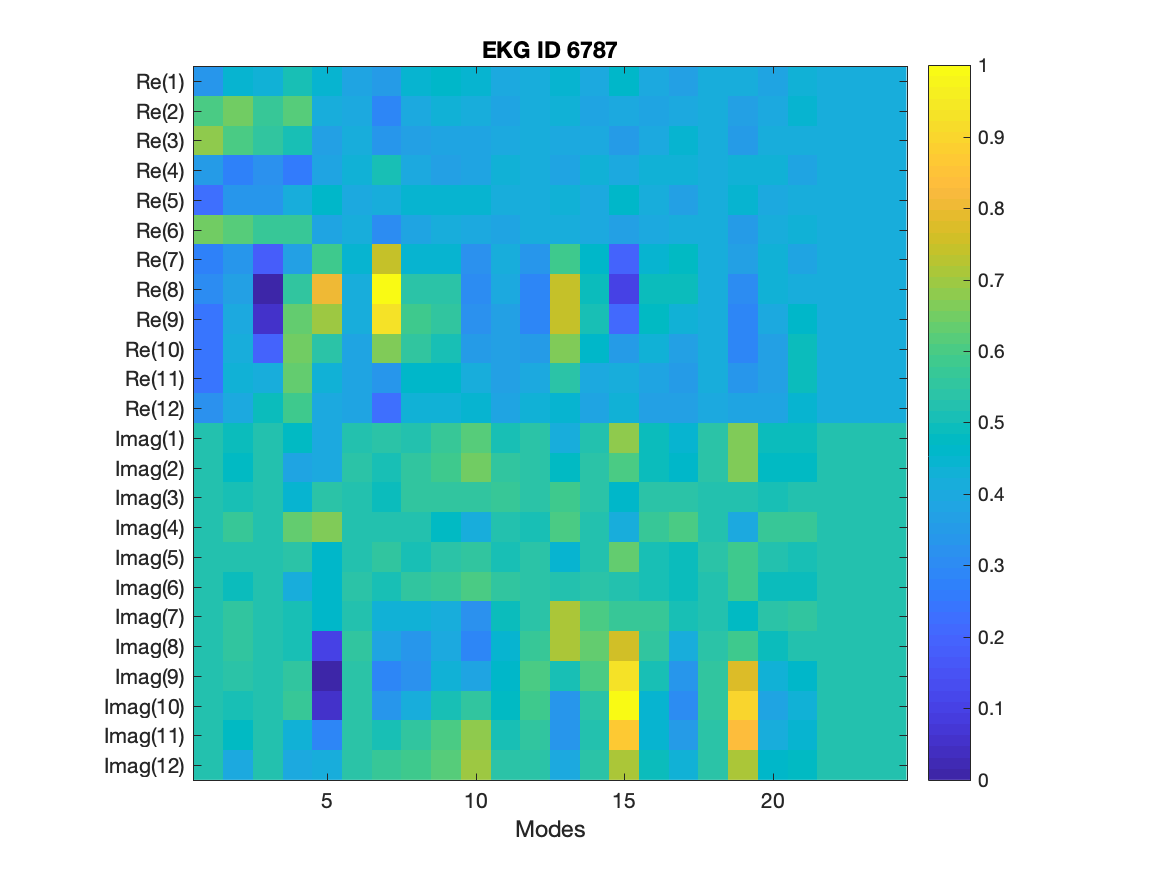 EKG ID 6787
Re(1)
Re(2)
Re(3)
Re(4)
Re(5)
Re(6)
Re(7)
Re(8)
Re(9)
Re(10)
Re(11)
Re(12)
Imag(1)
Imag(2)
Imag(3)
Imag(4)
Imag(5)
Imag(6)
Imag(7)
Imag(8)
Imag(9)
Imag(10)
Imag(11)
Imag(12)
5 10 15 20
Modes
1
0.9
0.8
0.7
0.6
0.5
0.4
0.3
0.2
0.1
0